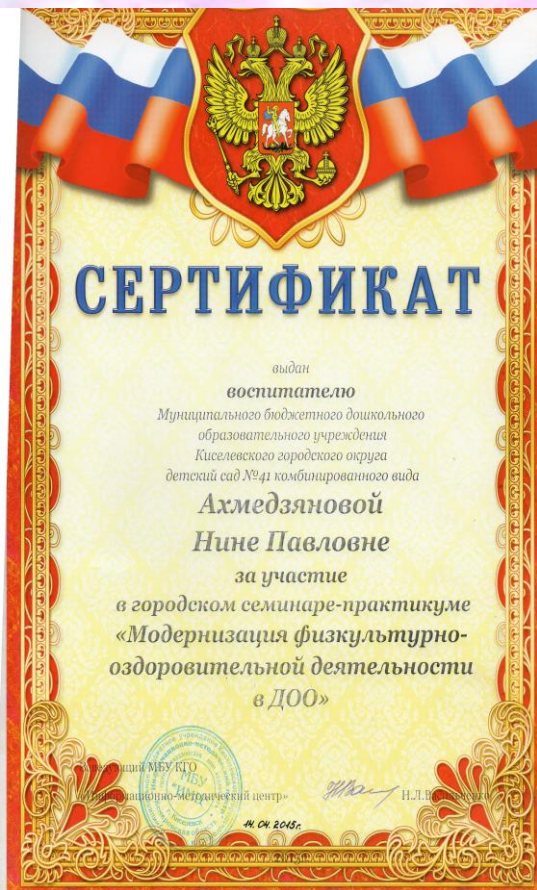 СЕРТИФИКАТ
выдан
воспитателю
Муниципального бюджетного дошкольного
образовательного учреждения
Киселевского городского округа
детский сад №41 комбинированного вида
Ахмедзяновой
Нине Павловне
за участие
в городском семинаре-практикуме
«Модернизация физкультурно-
оздоровительной деятельности
в ДОО»
МБУ КГО
«Информационно-методический центр» Н.Л.
14.04.2015г.